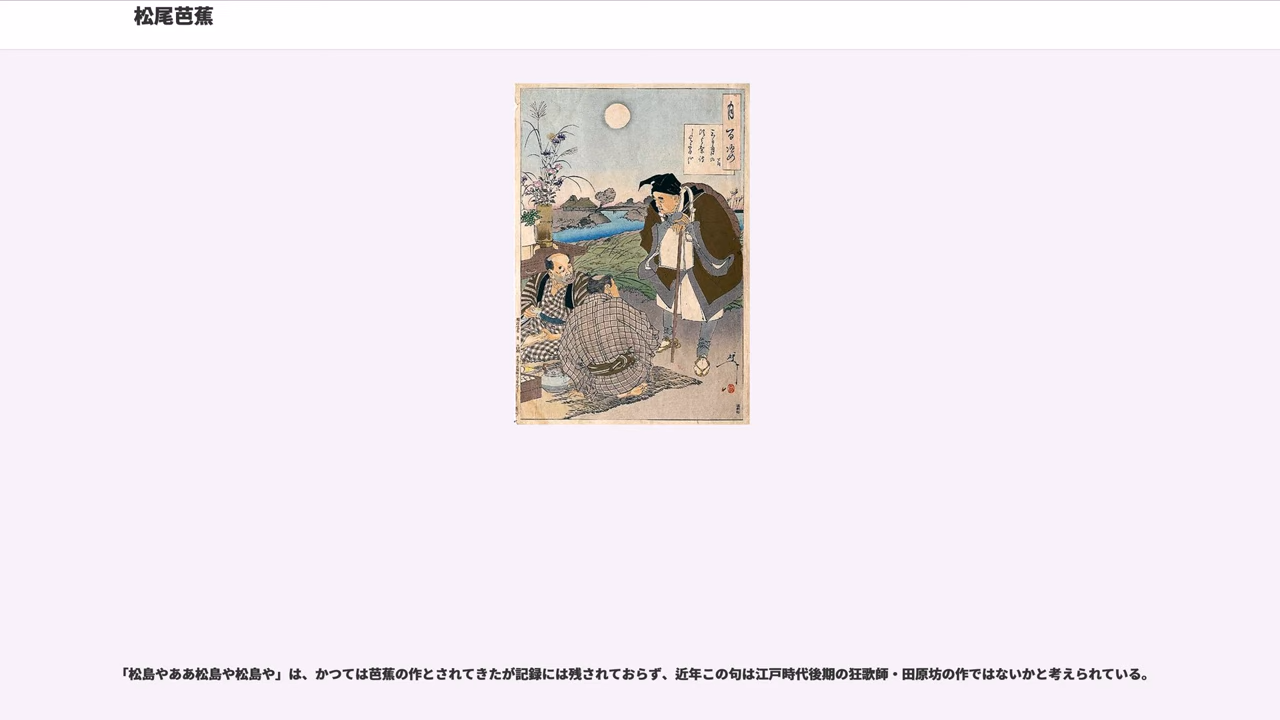 松尾芭蕉
「松島やああ松島や松島や」は、かつては芭蕉の作とされてきたが記録には残されておらず、近年この句は江戸時代後期の狂歌師・田原坊の作ではないかと考えられている。